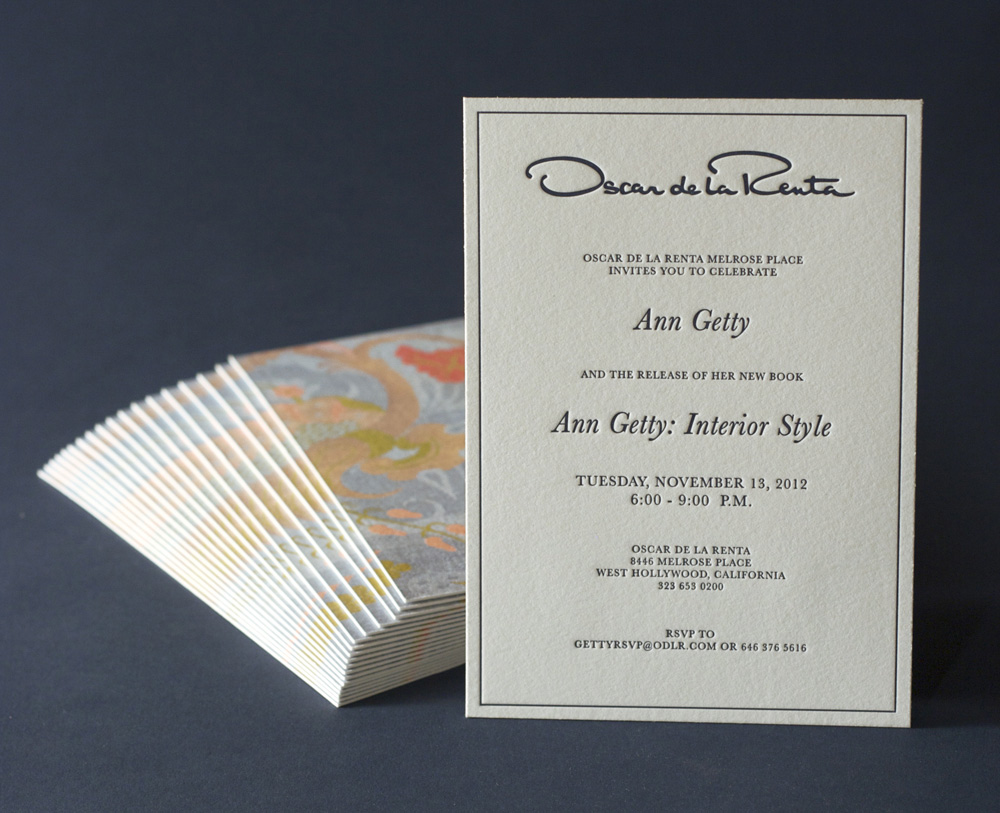 Oscar de la Renta
OSCAR DE LA RENTA MELROSE PLACE
INVITES YOU TO CELEBRATE
Ann Getty
AND THE RELEASE OF HER NEW BOOK
Ann Getty: Interior Style
TUESDAY, NOVEMBER 13, 2012
6:00 - 9:00 P.M.
OSCAR DE LA RENTA
8446 MELROSE PLACE
WEST HOLLYWOOD, CALIFORNIA
323 653 0200
RSVP TO
GETTYRSVP@ODLR.COM OR 646 376 5616